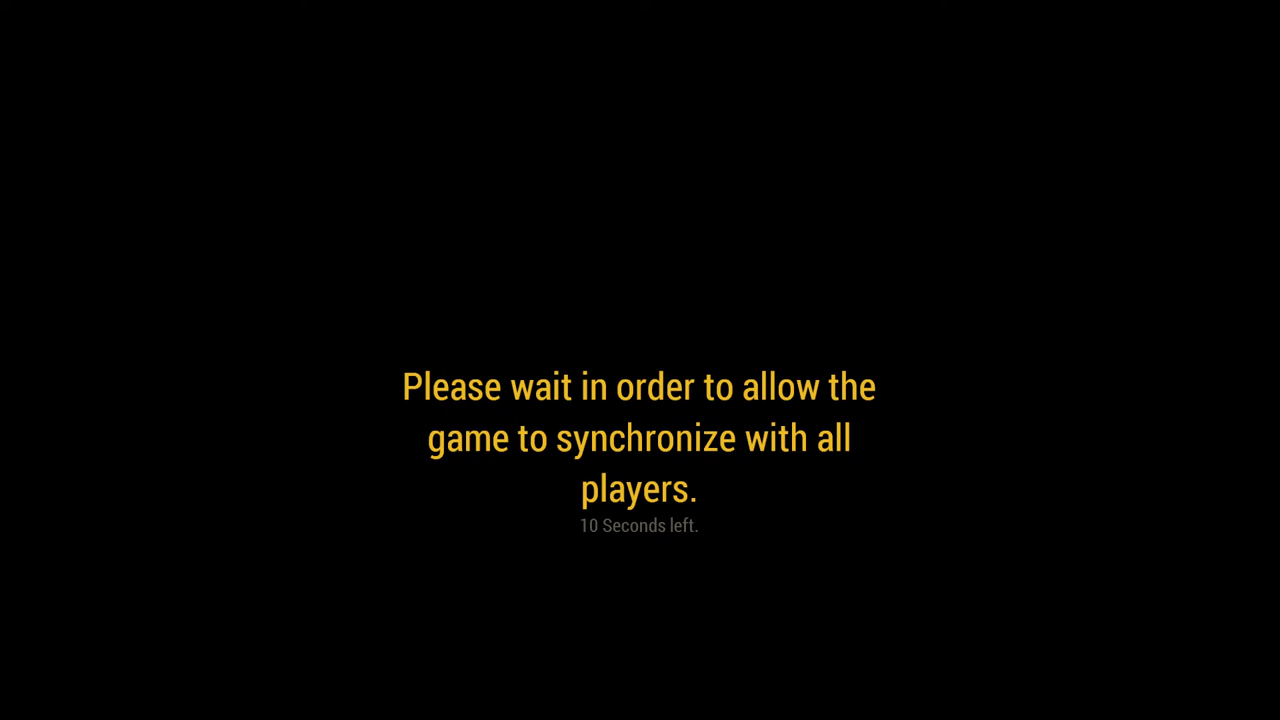 Please wait in order to allow the
game to synchronize with all
players.
10 Seconds left.